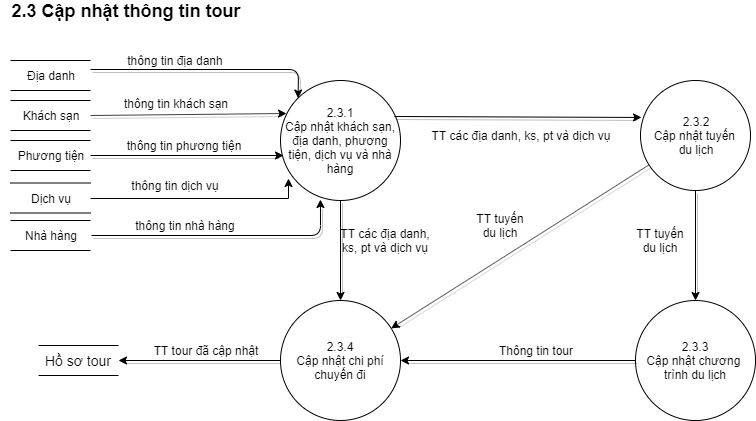 2.3 Cập nhật thông tin tour
thông tin địa danh
Địa danh
thông tin khách sạn
Khách sạn
thông tin phương tiện
Phương tiện
thông tin dịch vụ
Dịch vụ
thông tin nhà hàng
Nhà hàng
2.3.1
Cập nhật khách sạn,
địa danh, phương
tiện, dịch vụ và nhà
hàng
TT các địa danh, ks, pt và dịch vụ
2.3.2
Cập nhật tuyến
du lịch
TT các địa danh,
ks, pt và dịch vụ
TT tuyến
du lịch
TT tuyến
du lịch
2.3.4
Cập nhật chi phí
chuyến đi
Thông tin tour
2.3.3
Cập nhật chương
trình du lịch
TT tour đã cập nhật
Hồ sơ tour